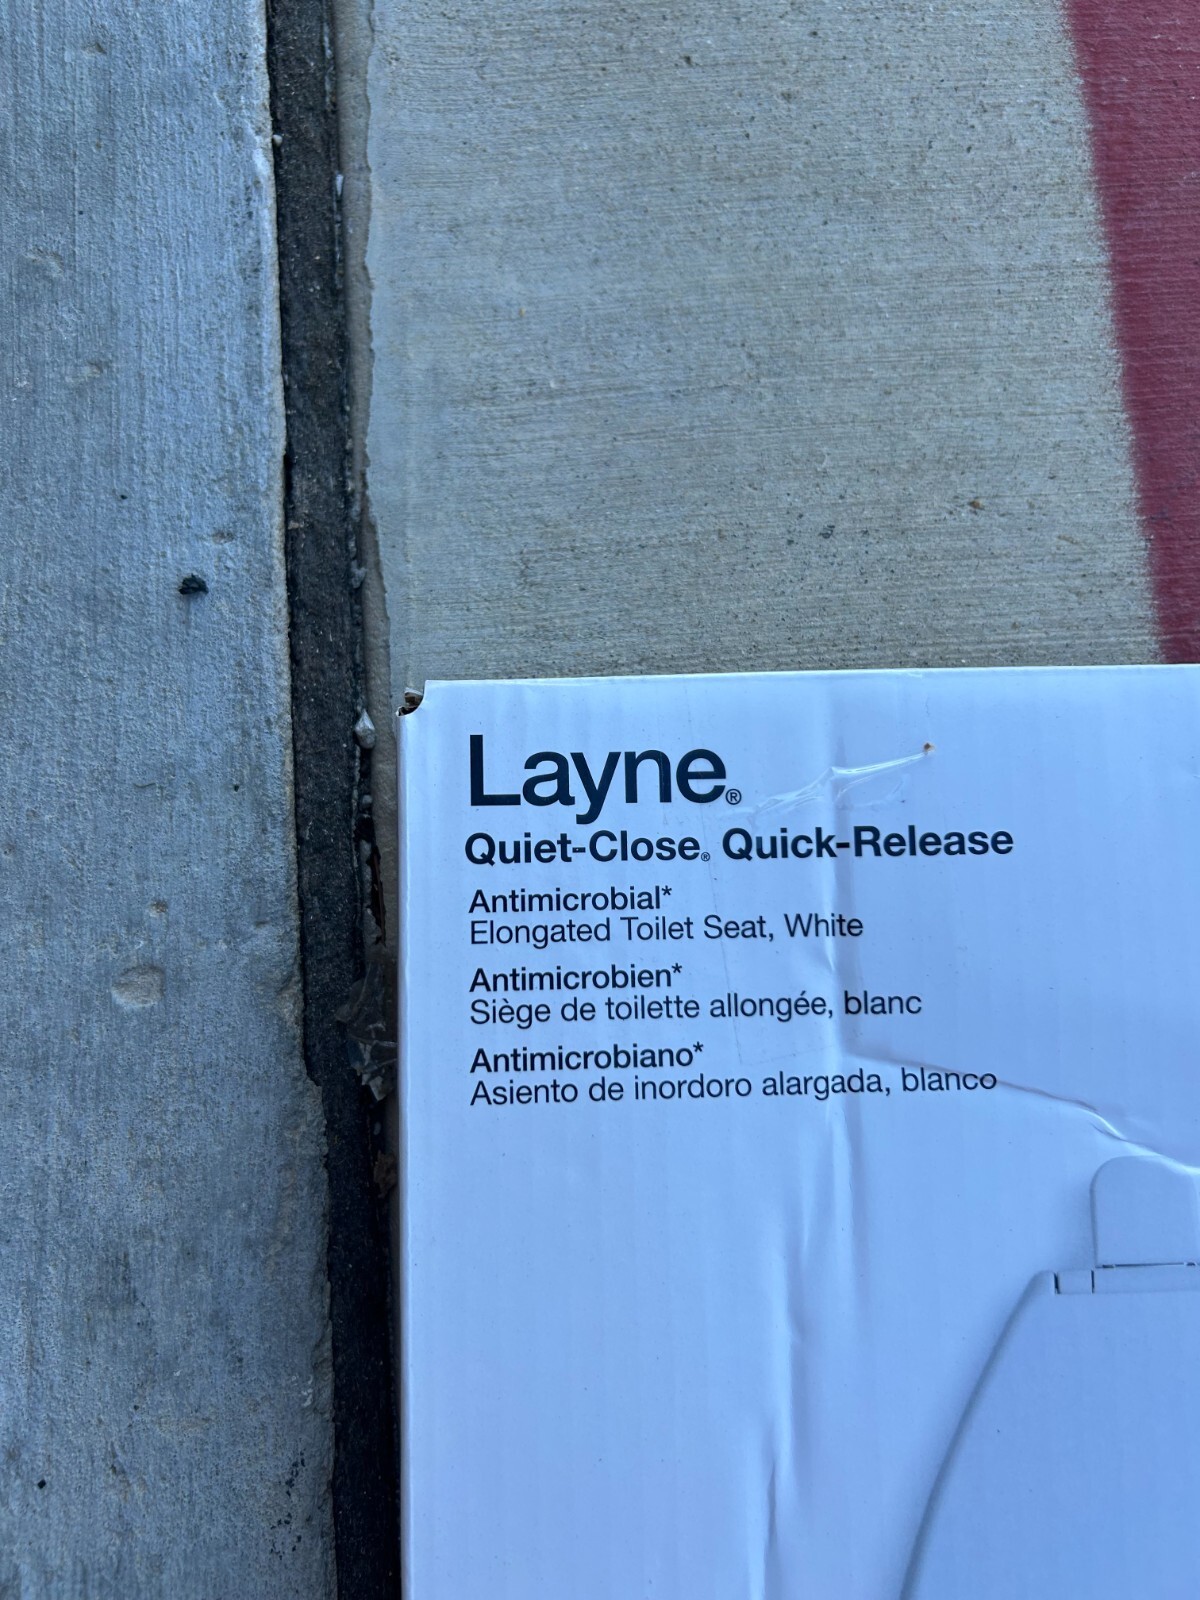 Layne®
Quiet-Close® Quick-Release
Antimicrobial*
Elongated Toilet Seat, White
Antimicrobien*
Siège de toilette allongée, blanc
Antimicrobiano*
Asiento de inordoro alargada, blanco